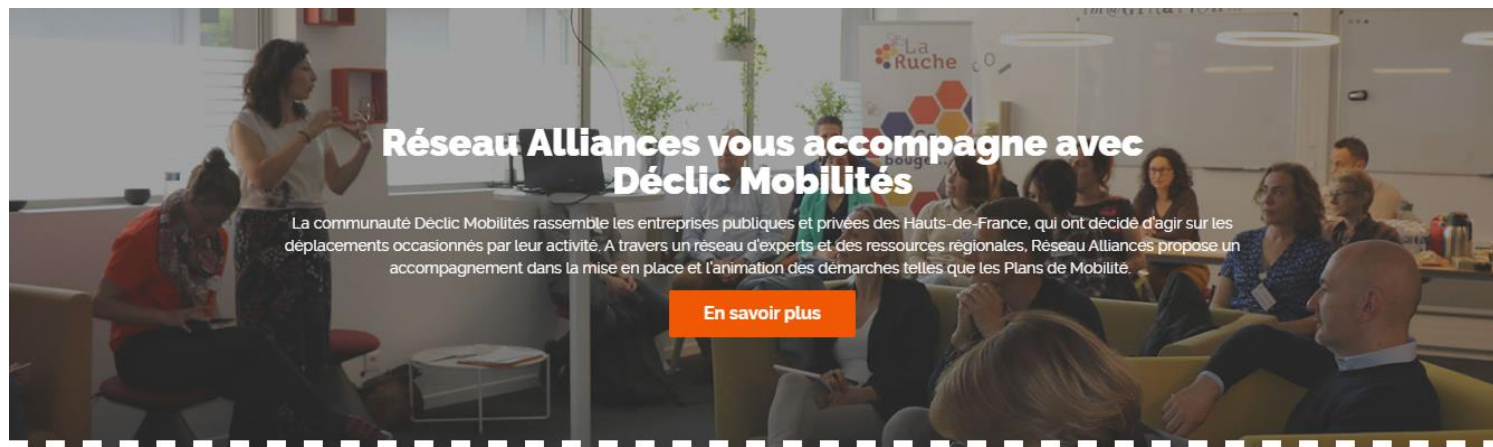 La
Ruche
Réseau Alliances vous accompagne avec
Déclic Mobilités
bouge
La communauté Déclic Mobilités rassemble les entreprises publiques et privées des Hauts-de-France, qui ont décidé d'agir sur les
déplacements occasionnés par leur activité. A travers un réseau d'experts et des ressources régionales, Réseau Alliances propose un
accompagnement dans la mise en place et l'animation des démarches telles que les Plans de Mobilité.
En savoir plus